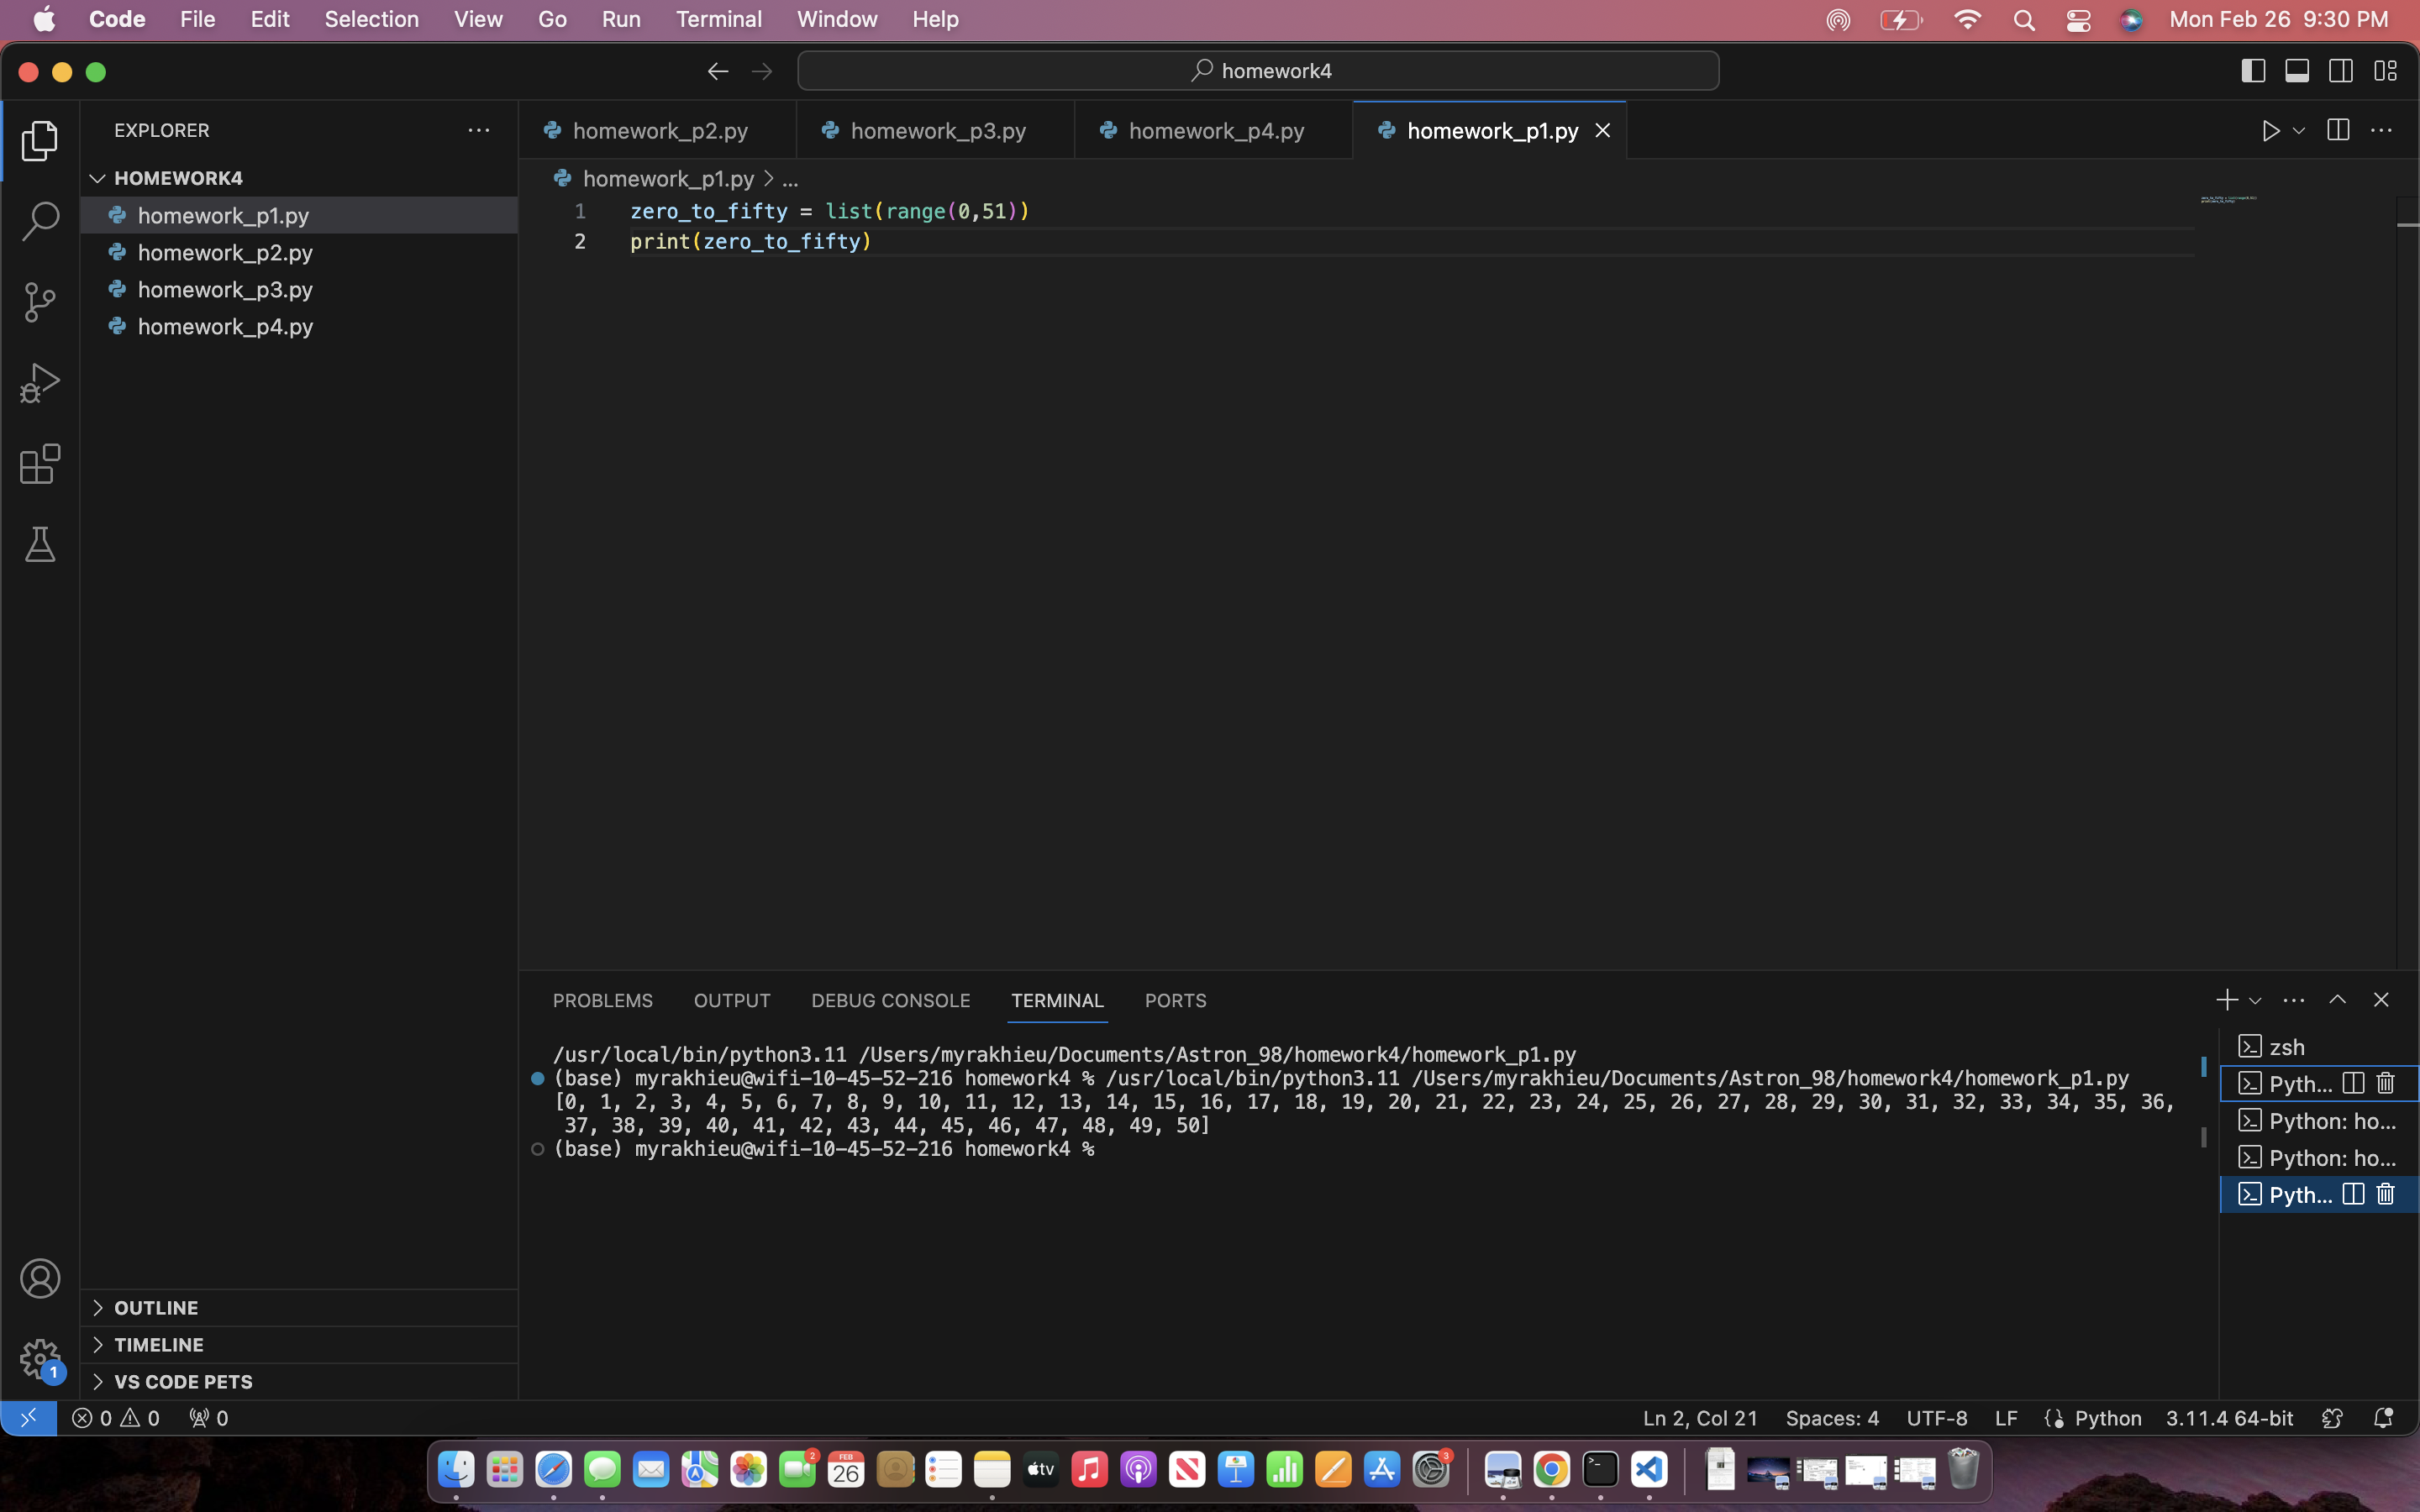 Code File Edit Selection View Go Run Terminal Window Help Mon Feb 26 9:30 PM
homework4
EXPLORER
homework_p2.py homework_p3.py homework_p4.py homework_p1.py
HOMEWORK4
homework_p1.py
homework_p2.py
homework_p3.py
homework_p4.py
homework_p1.py > ...
1 zero_to_fifty = list(range(0,51))
2 print(zero_to_fifty)
PROBLEMS OUTPUT DEBUG CONSOLE TERMINAL PORTS
/usr/local/bin/python3.11 /Users/myrakhieu/Documents/Astron_98/homework4/homework_p1.py
(base) myrakhieu@wifi-10-45-52-216 homework4 % /usr/local/bin/python3.11 /Users/myrakhieu/Documents/Astron_98/homework4/homework_p1.py
[0, 1, 2, 3, 4, 5, 6, 7, 8, 9, 10, 11, 12, 13, 14, 15, 16, 17, 18, 19, 20, 21, 22, 23, 24, 25, 26, 27, 28, 29, 30, 31, 32, 33, 34, 35, 36,
37, 38, 39, 40, 41, 42, 43, 44, 45, 46, 47, 48, 49, 50]
(base) myrakhieu@wifi-10-45-52-216 homework4 %
zsh
Pyth...
Python: ho...
Python: ho...
Pyth...
OUTLINE
TIMELINE
VS CODE PETS
1
0 0 0
Ln 2, Col 21 Spaces: 4 UTF-8 LF Python 3.11.4 64-bit
2
FEB
26
tv
3